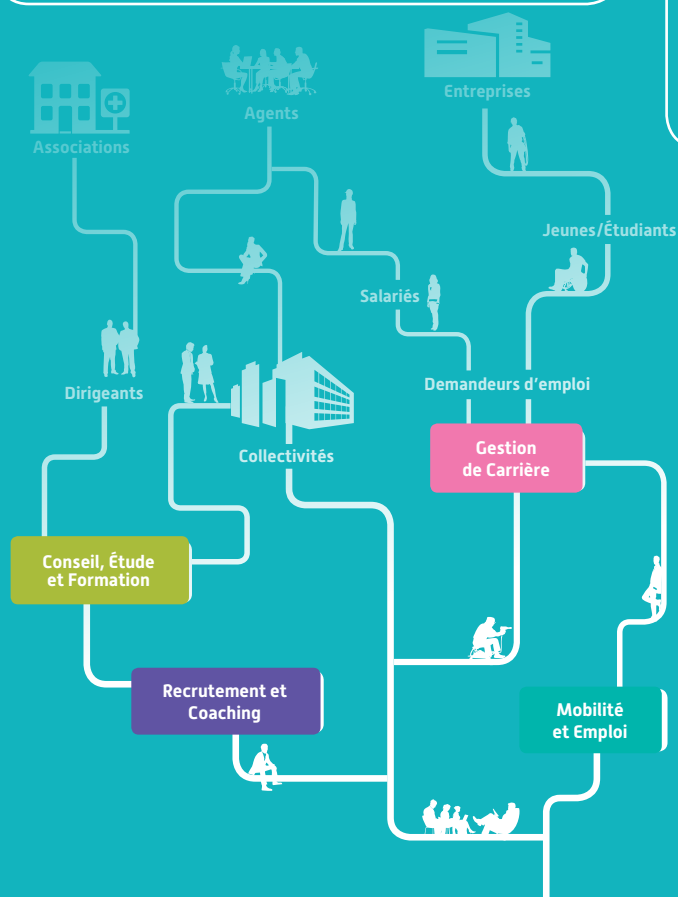 Entreprises
Agents
Associations
Jeunes/Étudiants
Salariés
Demandeurs d'emploi
Dirigeants
Collectivités
Gestion
de Carrière
Conseil, Étude
et Formation
Recrutement et
Coaching
Mobilité
et Emploi